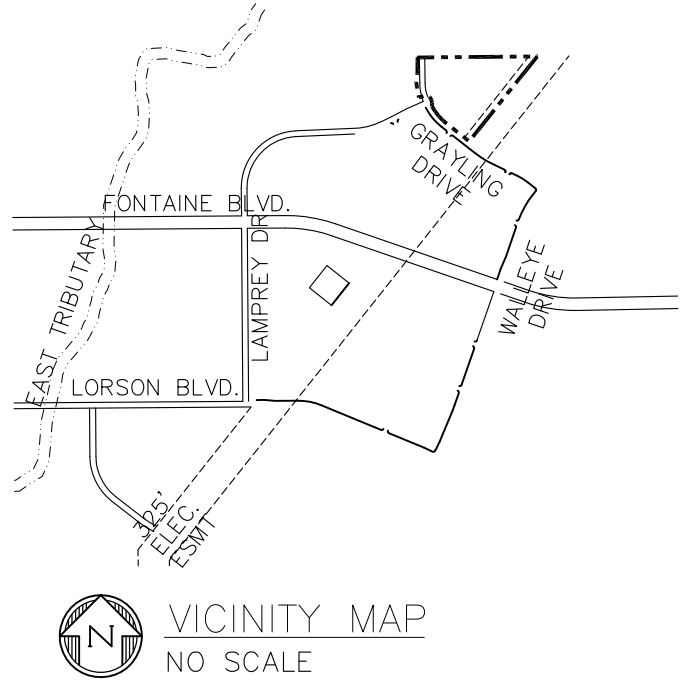 GRAYLING
DRIVE
FONTAINE BLVD.
EAST TRIBUTARY
LAMPREY DR
WALLEYE
DRIVE
LORSON BLVD.
325'
ELEC.
ESMT
N
VICINITY MAP
NO SCALE